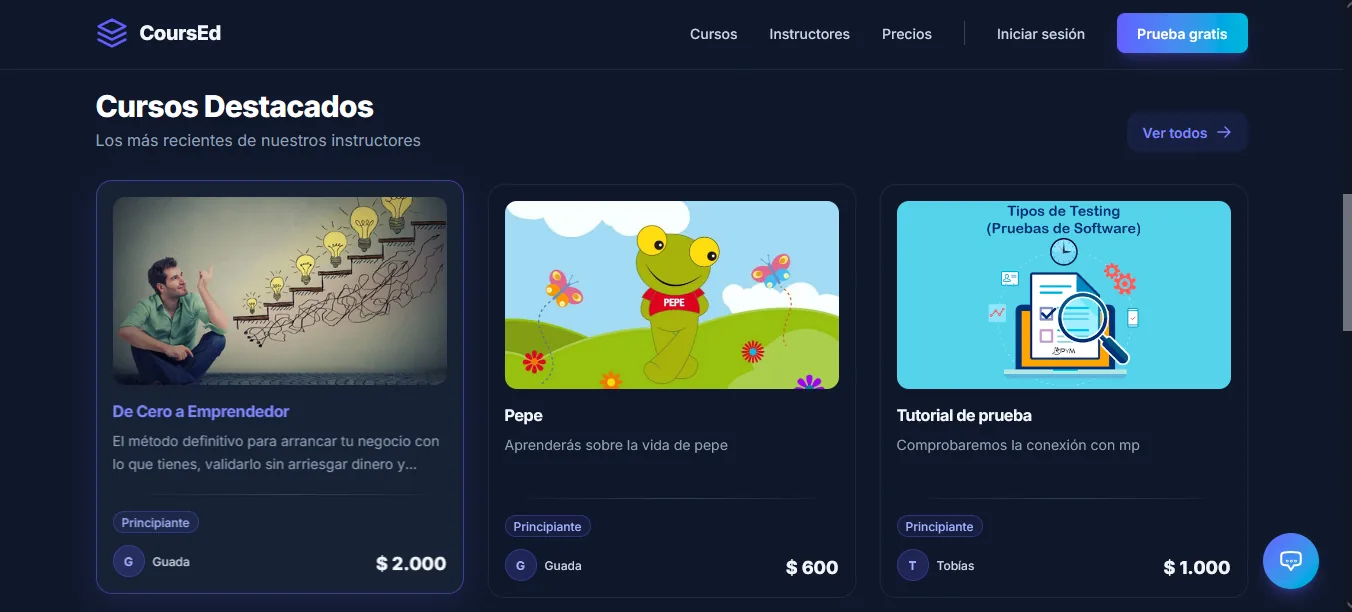 CoursEd
Cursos
Instructores
Precios
Iniciar sesión
Prueba gratis
Cursos Destacados
Los más recientes de nuestros instructores
Ver todos →
De Cero a Emprendedor
El método definitivo para arrancar tu negocio con
lo que tienes, validarlo sin arriesgar dinero y...
Principiante
G
Guada
$ 2.000
PEPE
Pepe
Aprenderás sobre la vida de pepe
Principiante
G
Guada
$ 600
Tipos de Testing
(Pruebas de Software)
PYM
Tutorial de prueba
Comprobaremos la conexión con mp
Principiante
T
Tobías
$ 1.000